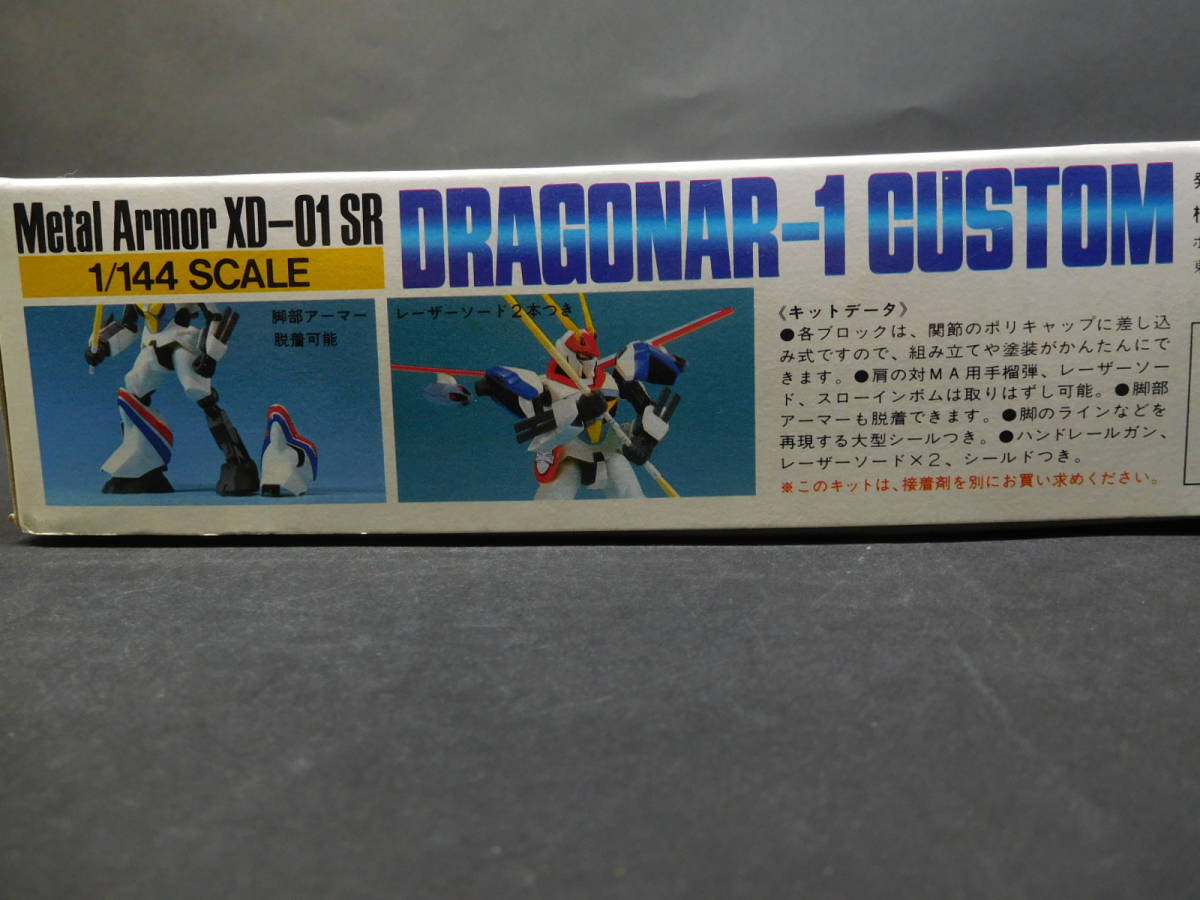 Metal Armor XD-01 SR
1/144 SCALE
DRAGONAR-1 CUSTOM
脚部アーマー
脱着可能
レーザーソード2本つき
《キットデータ》
●各ブロックは、関節のポリキャップに差し込
み式ですので、組み立てや塗装がかんたんにで
きます。●肩の対MA用手榴弾、レーザーソー
ド、スローインボムは取りはずし可能。●脚部
アーマーも脱着できます。●脚のラインなどを
再現する大型シールつき。●ハンドレールガン、
レーザーソード×2、シールドつき。
※このキットは、接着剤を別にお買い求めください。